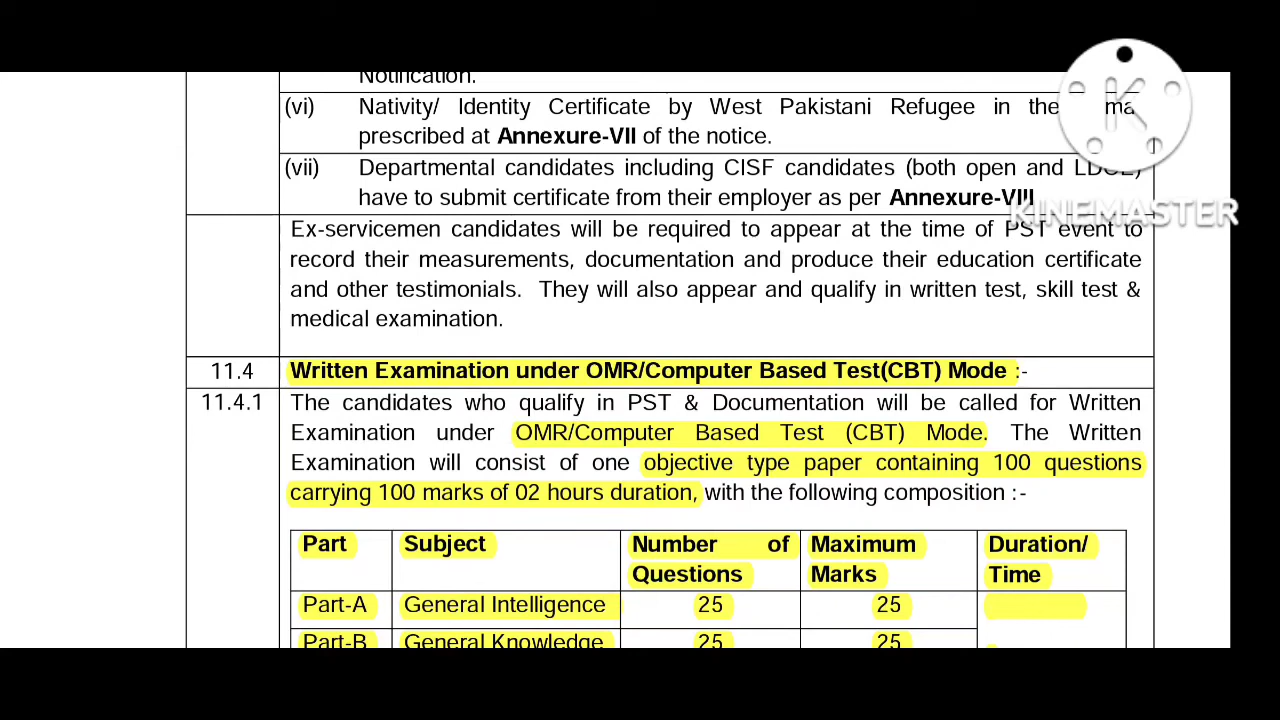 Notification.
(vi) Nativity/ Identity Certificate by West Pakistani Refugee in the
prescribed at Annexure-VII of the notice.
(vii) Departmental candidates including CISF candidates (both open and LDCE)
have to submit certificate from their employer as per Annexure-VIII
KINEMASTER
Ex-servicemen candidates will be required to appear at the time of PST event to
record their measurements, documentation and produce their education certificate
and other testimonials. They will also appear and qualify in written test, skill test &
medical examination.
11.4 Written Examination under OMR/Computer Based Test(CBT) Mode :-
11.4.1 The candidates who qualify in PST & Documentation will be called for Written
Examination under OMR/Computer Based Test (CBT) Mode. The Written
Examination will consist of one objective type paper containing 100 questions
carrying 100 marks of 02 hours duration, with the following composition :-
Part Subject Number of Maximum Duration/
Questions Marks Time
Part-A General Intelligence 25 25
Part-B General Knowledge 25 25